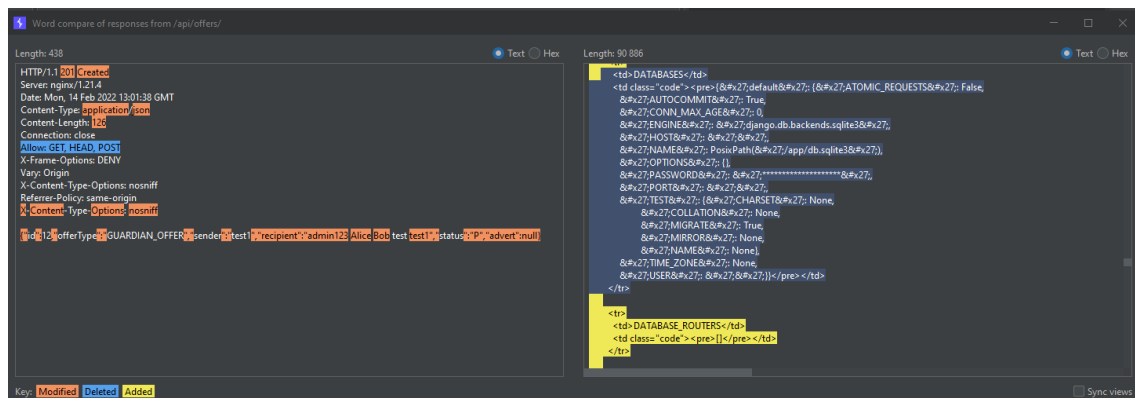 Word compare of responses from /api/offers/
Length: 438
Text
Hex
HTTP/1.1 201 Created
Server: nginx/1.21.4
Date: Mon, 14 Feb 2022 13:01:38 GMT
Content-Type: application/json
Content-Length: 126
Connection: close
Allow: GET, HEAD, POST
X-Frame-Options: DENY
Vary: Origin
X-Content-Type-Options: nosniff
Referrer-Policy: same-origin
X-Content-Type-Options: nosniff
{"id":12,"offerType":"GUARDIAN_OFFER","sender":"test1","recipient":"admin123 Alice Bob test test1","status":"P","advert":null}
Length: 90 886
Text
Hex
<td>DATABASES</td>
<td class="code"><pre>{&#x27;default&#x27;: {&#x27;ATOMIC_REQUESTS&#x27;: False,
&#x27;AUTOCOMMIT&#x27;: True,
&#x27;CONN_MAX_AGE&#x27;: 0,
&#x27;ENGINE&#x27;: &#x27;django.db.backends.sqlite3&#x27;,
&#x27;HOST&#x27;: &#x27;&#x27;,
&#x27;NAME&#x27;: PosixPath(&#x27;/app/db.sqlite3&#x27;),
&#x27;OPTIONS&#x27;: {},
&#x27;PASSWORD&#x27;: &#x27;********************&#x27;,
&#x27;PORT&#x27;: &#x27;&#x27;,
&#x27;TEST&#x27;: {&#x27;CHARSET&#x27;: None,
&#x27;COLLATION&#x27;: None,
&#x27;MIGRATE&#x27;: True,
&#x27;MIRROR&#x27;: None,
&#x27;NAME&#x27;: None},
&#x27;TIME_ZONE&#x27;: None,
&#x27;USER&#x27;: &#x27;&#x27;}}</pre></td>
</tr>
<tr>
<td>DATABASE_ROUTERS</td>
<td class="code"><pre>[]</pre></td>
</tr>
Key: Modified Deleted Added
Sync views